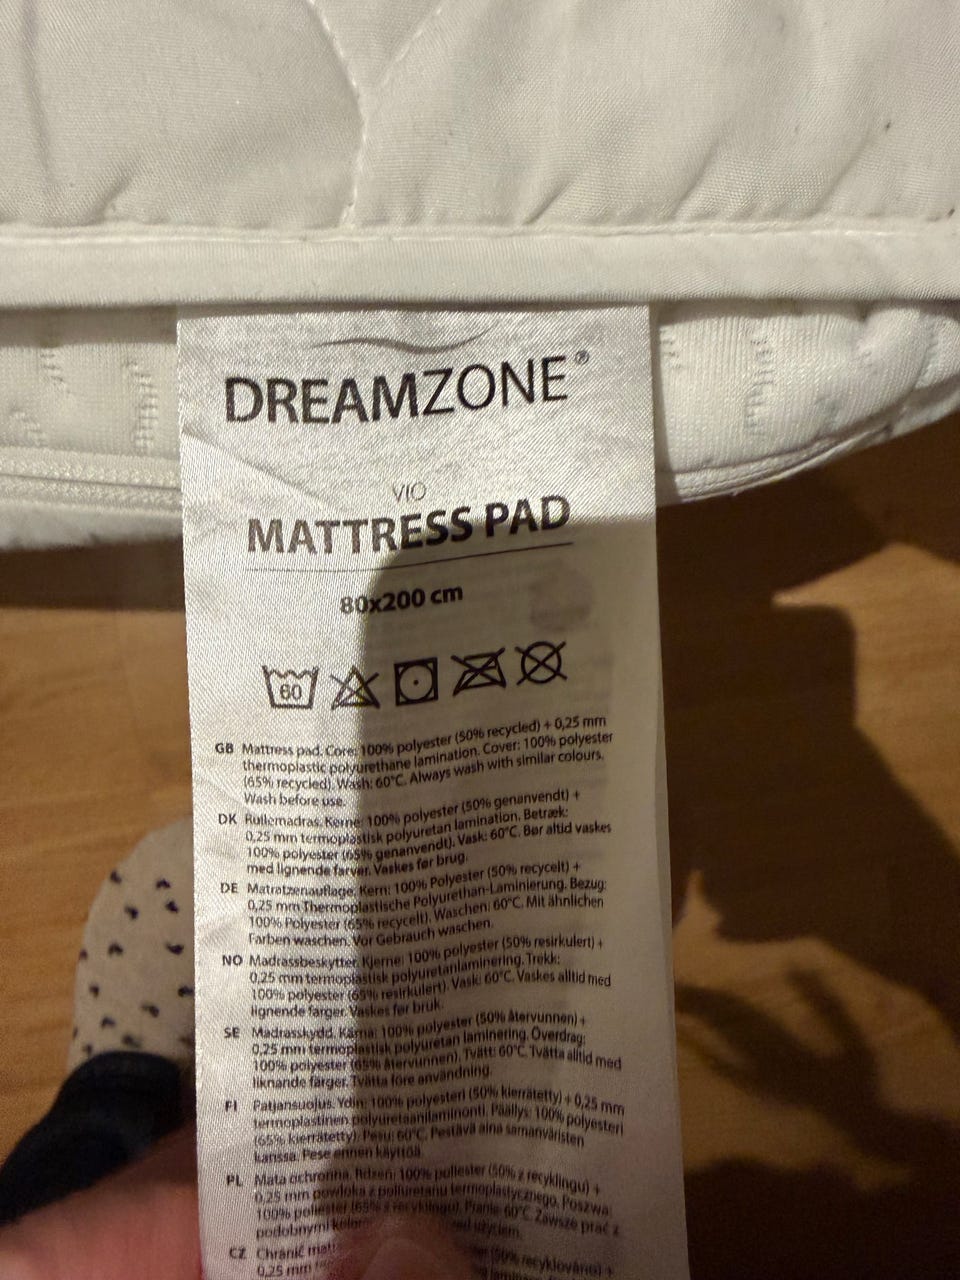 DREAMZONE®
VIO
MATTRESS PAD
80x200 cm
60
GB Mattress pad. Core: 100% polyester (50% recycled) + 0,25 mm
thermoplastic polyurethane lamination. Cover: 100% polyester
(65% recycled). Wash: 60°C. Always wash with similar colours.
Wash before use.
DK Rullemadras. Kerne: 100% polyester (50% genanvendt) +
0,25 mm termoplastisk polyuretan lamination. Betræk:
100% polyester (65% genanvendt). Vask: 60°C. Bør altid vaskes
med lignende farver. Vaskes før brug.
DE Matratzenauflage. Kern: 100% Polyester (50% recycelt) +
0,25 mm Thermoplastische Polyurethan-Laminierung. Bezug:
100% Polyester (65% recycelt). Waschen: 60°C. Mit ähnlichen
Farben waschen. Vor Gebrauch waschen.
NO Madrassbeskytter. Kjerne: 100% polyester (50% resirkulert) +
0,25 mm termoplastisk polyuretanlaminering. Trekk:
100% polyester (65% resirkulert). Vask: 60°C. Vaskes alltid med
lignende farger. Vaskes før bruk.
SE Madrasskydd. Kärna: 100% polyester (50% återvunnen) +
0,25 mm termoplastisk polyuretan laminering. Överdrag:
100% polyester (65% återvunnen). Tvätt: 60°C. Tvätta alltid med
liknande färger. Tvätta före användning.
FI Patjansuojus. Ydin: 100% polyesteri (50% kierrätetty) + 0,25 mm
termoplastinen polyuretaanilaminonti. Päällys: 100% polyesteri
(65% kierrätetty). Pesu: 60°C. Pestävä aina samanväristen
kanssa. Pese ennen käyttöä.
PL Mata ochronna. Rdzeń: 100% poliester (50% z recyklingu) +
0,25 mm powłoka z poliuretanu termoplastycznego. Poszwa:
100% poliester (65% z recyklingu). Pranie: 60°C. Zawsze prać z
podobnymi użyciem.
CZ Chránič (50% recyklováno) +
0,25 mm